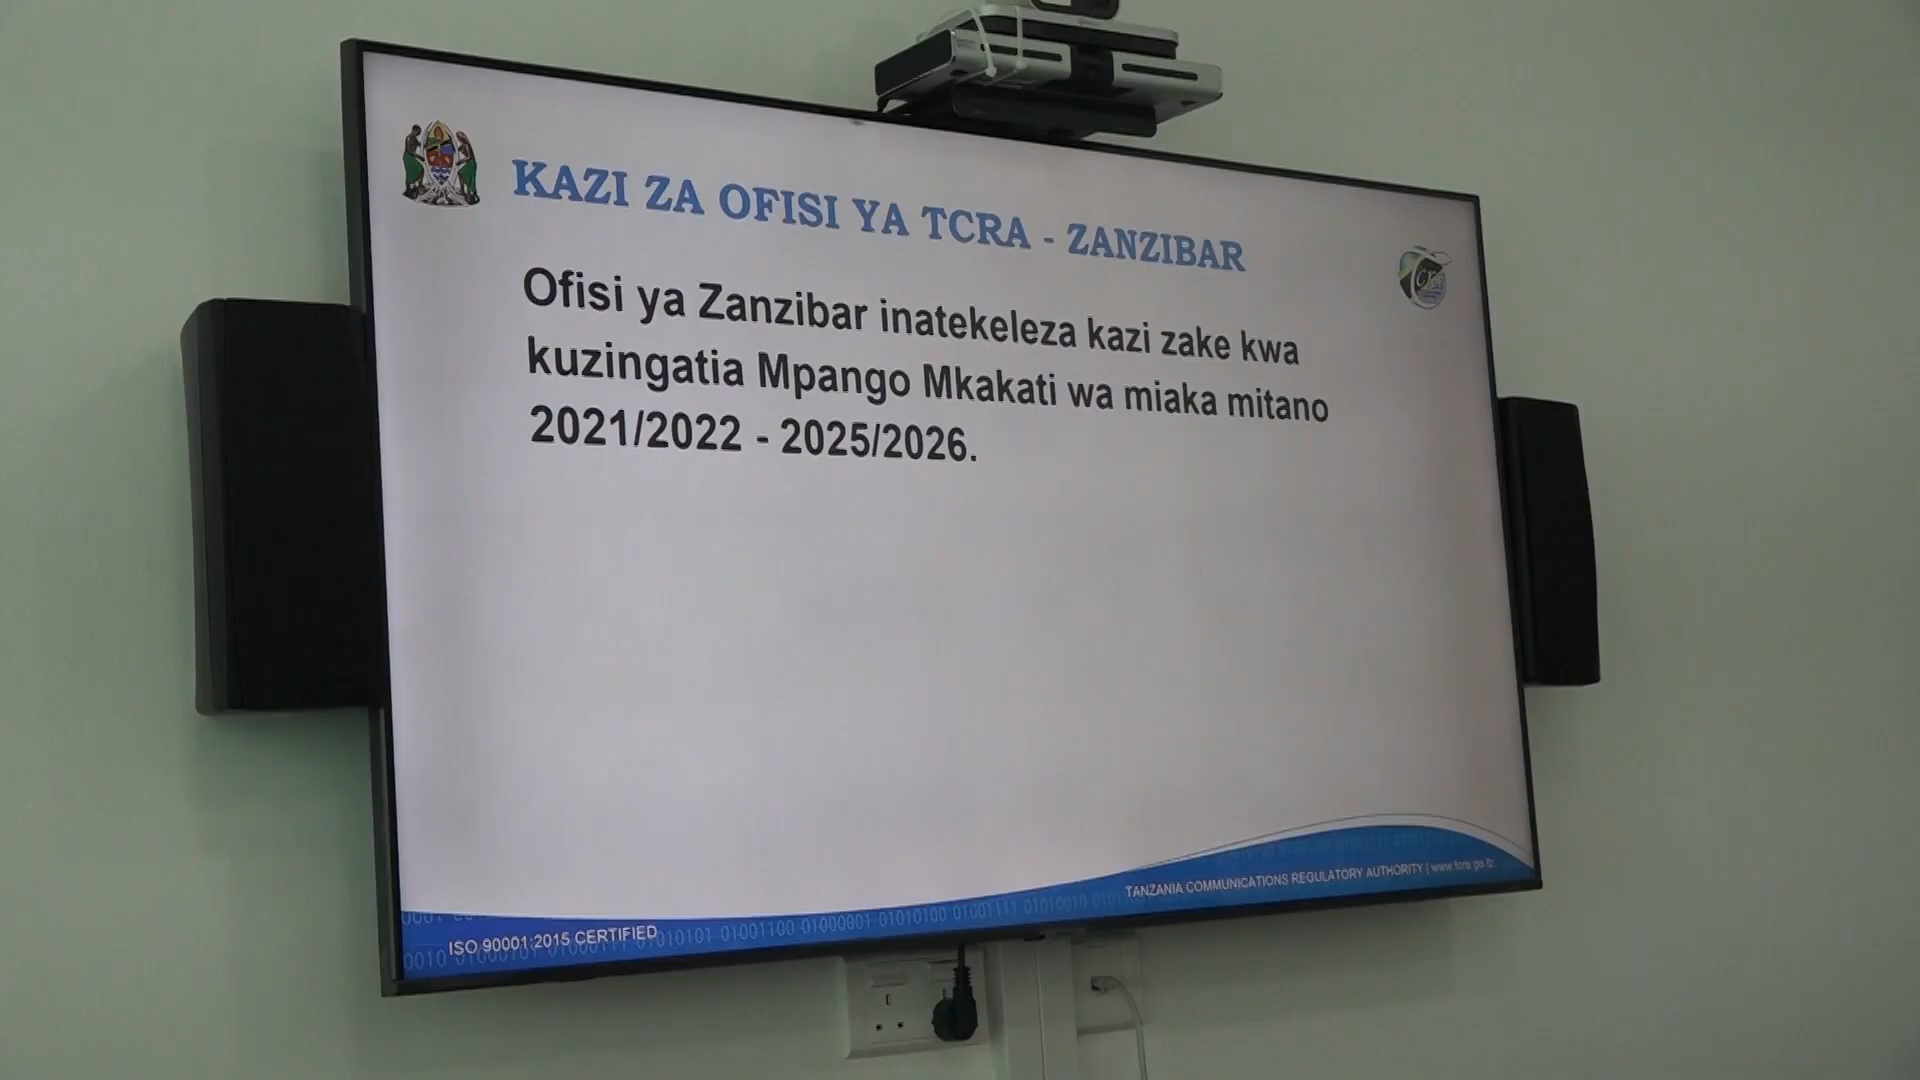 KAZI ZA OFISI YA TCRA - ZANZIBAR
Ofisi ya Zanzibar inatekeleza kazi zake kwa
kuzingatia Mpango Mkakati wa miaka mitano
2021/2022 - 2025/2026.
TANZANIA COMMUNICATIONS REGULATORY AUTHORITY | www.tcra.go.tz
ISO 90001:2015 CERTIFIED